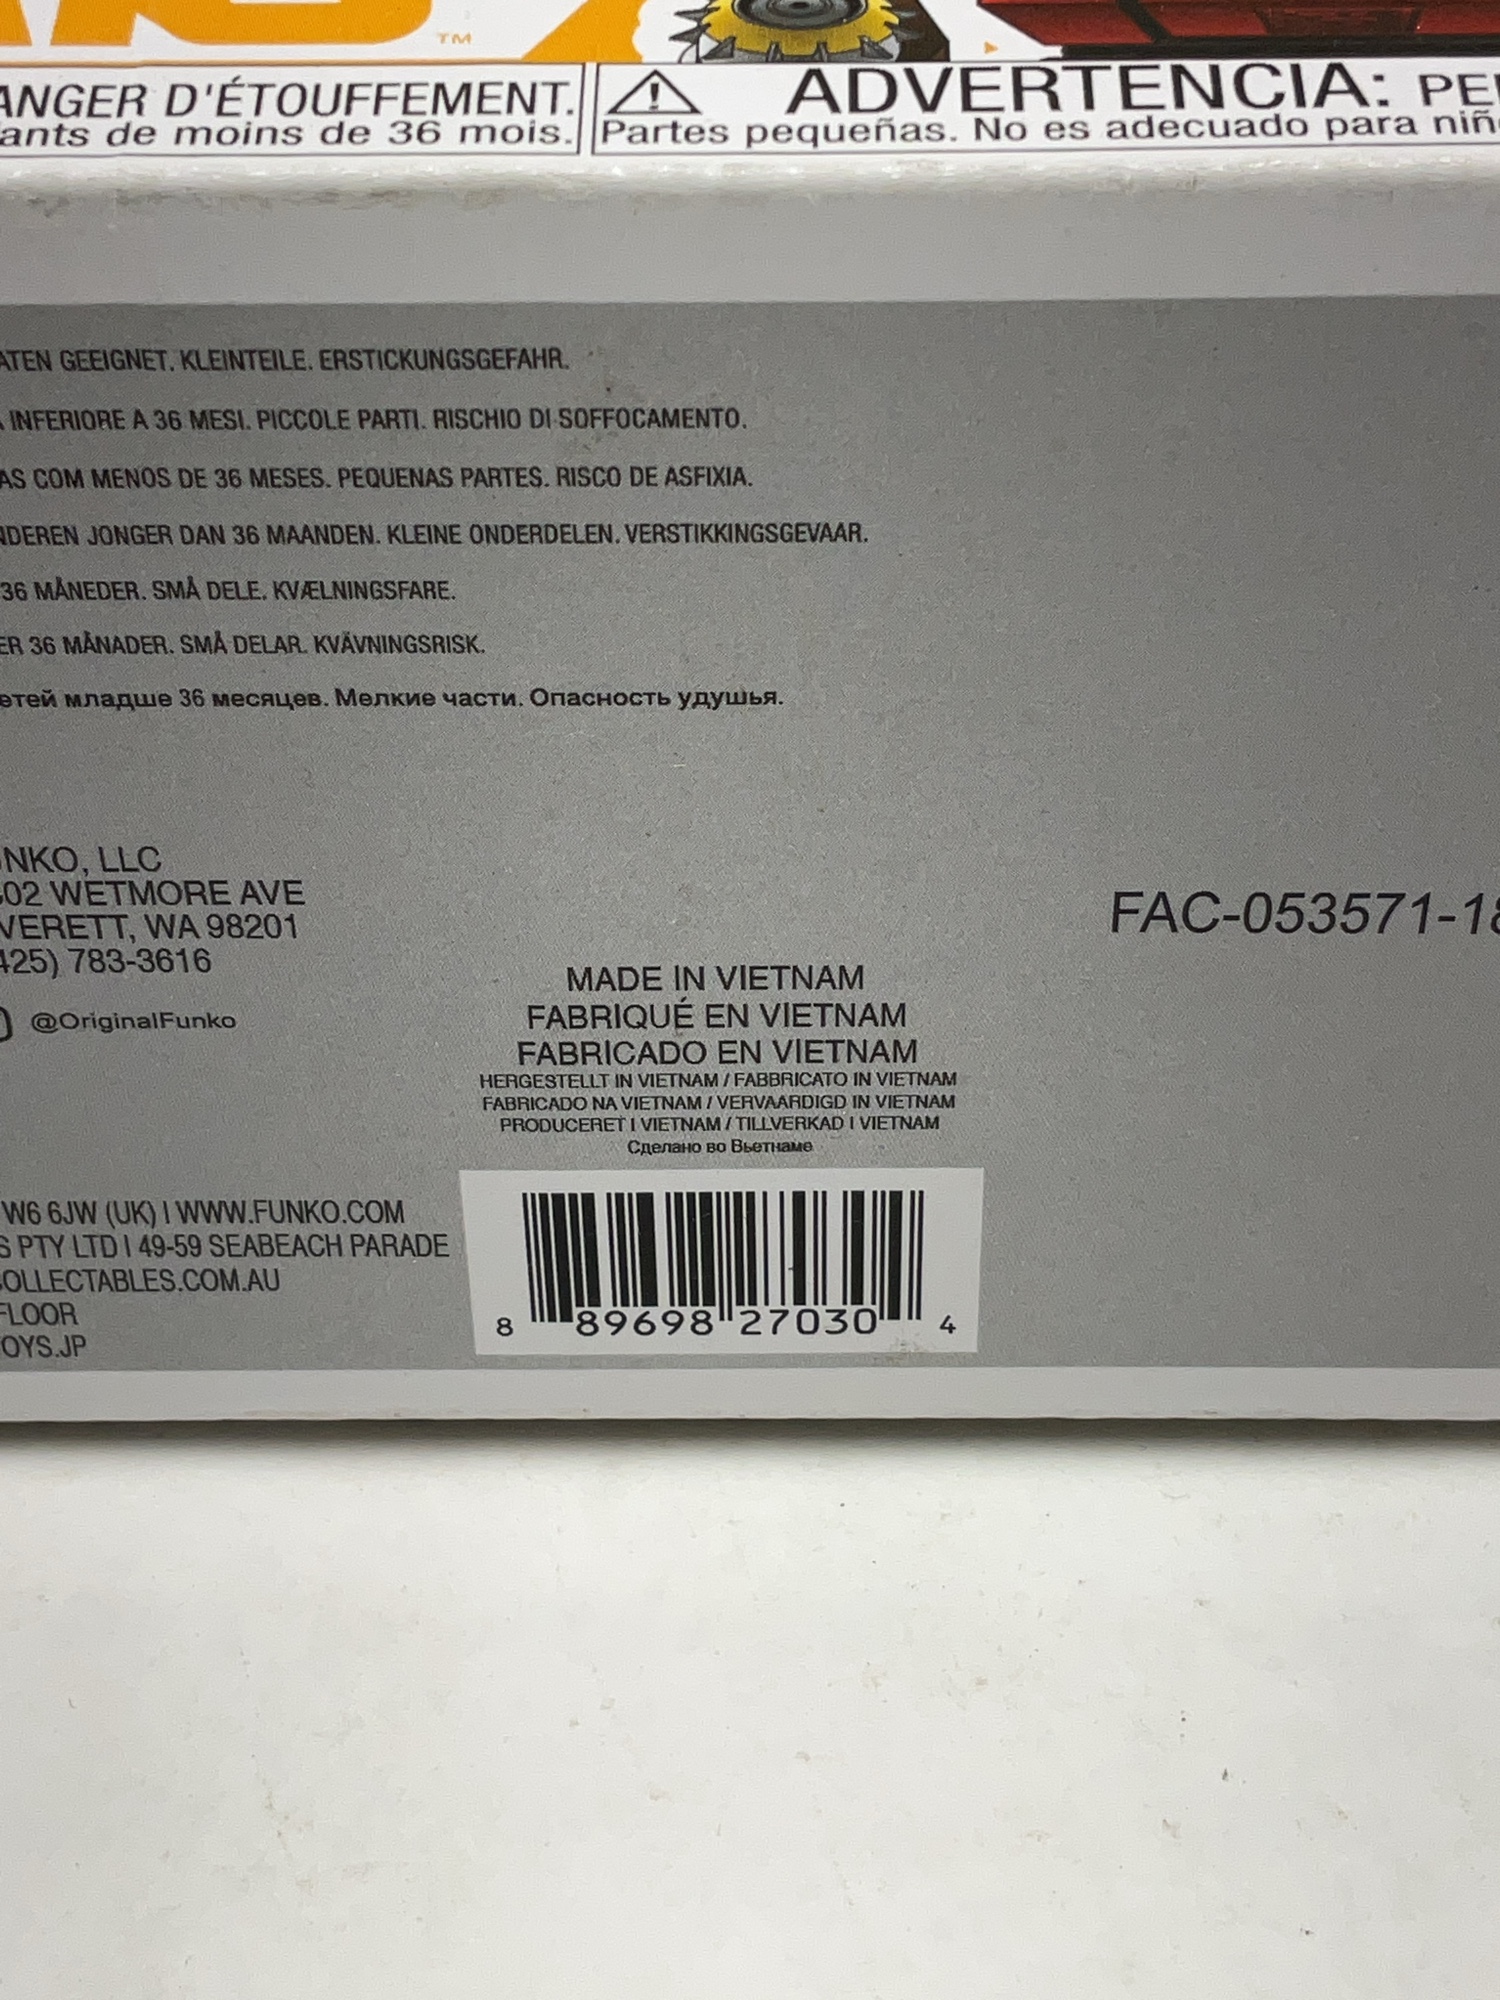 TM
ANGER D'ÉTOUFFEMENT.
ants de moins de 36 mois.
ADVERTENCIA: PE
Partes pequeñas. No es adecuado para niñ
ATEN GEEIGNET. KLEINTEILE. ERSTICKUNGSGEFAHR.
INFERIORE A 36 MESI. PICCOLE PARTI. RISCHIO DI SOFFOCAMENTO.
AS COM MENOS DE 36 MESES. PEQUENAS PARTES. RISCO DE ASFIXIA.
NDEREN JONGER DAN 36 MAANDEN. KLEINE ONDERDELEN. VERSTIKKINGSGEVAAR.
36 MÅNEDER. SMÅ DELE. KVÆLNINGSFARE.
ER 36 MÅNADER. SMÅ DELAR. KVÄVNINGSRISK.
етей младше 36 месяцев. Мелкие части. Опасность удушья.
NKO, LLC
02 WETMORE AVE
VERETT, WA 98201
425) 783-3616
@OriginalFunko
FAC-053571-18
MADE IN VIETNAM
FABRIQUÉ EN VIETNAM
FABRICADO EN VIETNAM
HERGESTELLT IN VIETNAM / FABBRICATO IN VIETNAM
FABRICADO NA VIETNAM / VERVAARDIGD IN VIETNAM
PRODUCERET I VIETNAM / TILLVERKAD I VIETNAM
Сделано во Вьетнаме
W6 6JW (UK) I WWW.FUNKO.COM
S PTY LTD I 49-59 SEABEACH PARADE
OLLECTABLES.COM.AU
FLOOR
OYS.JP
8 89698 27030 4